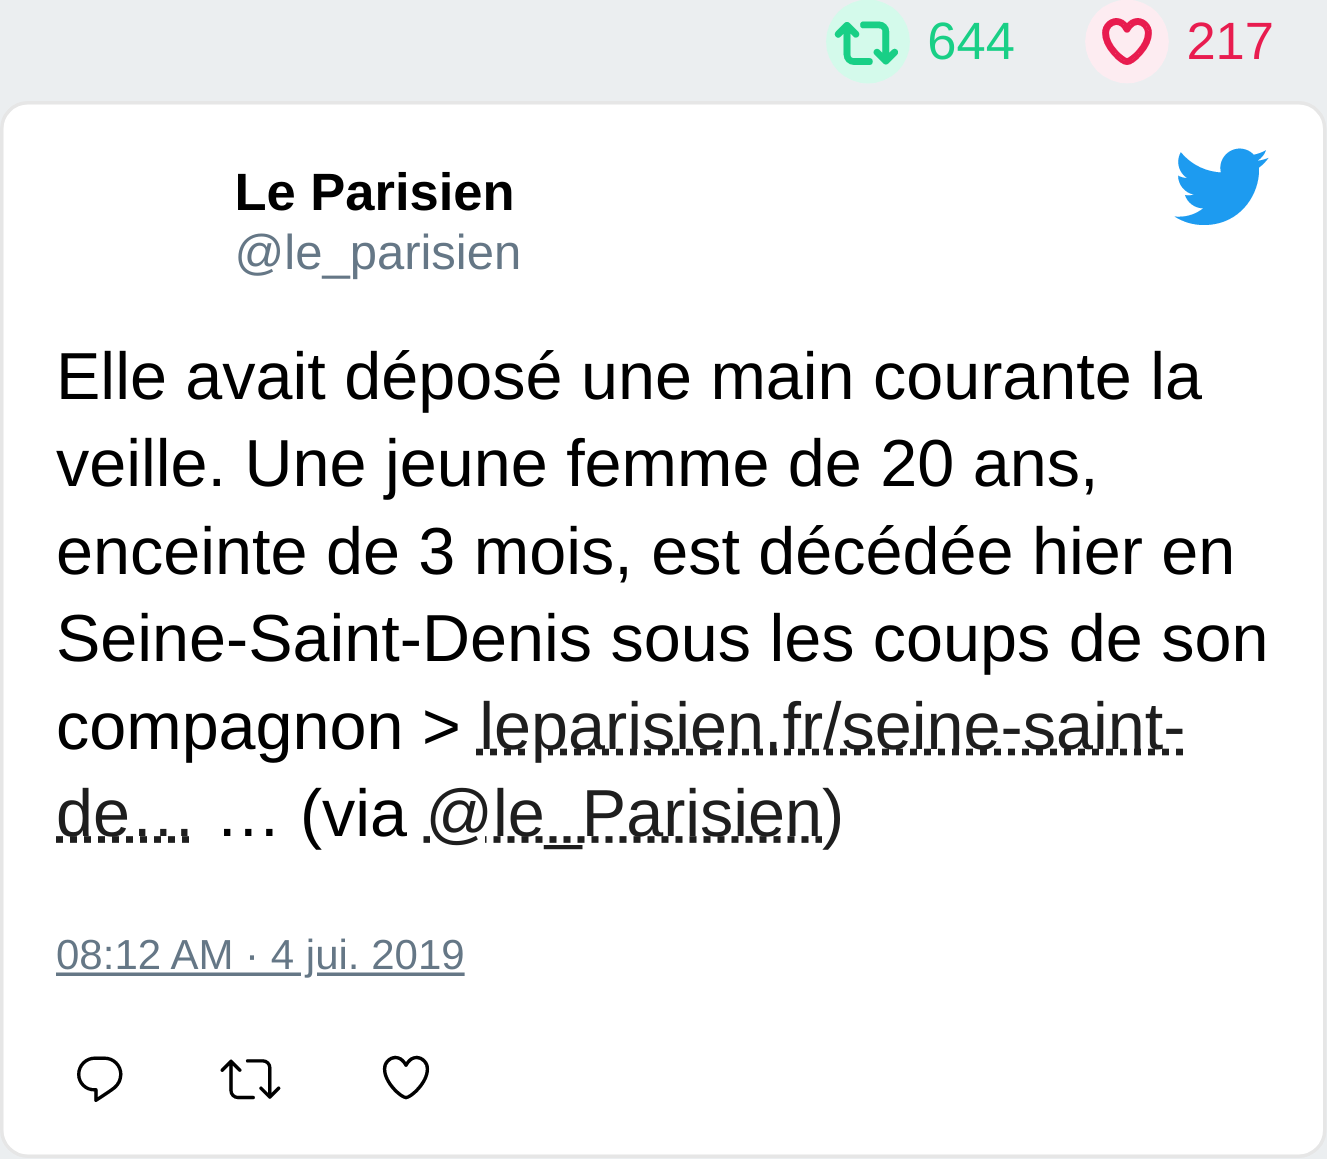 644 217
Le Parisien
@le_parisien
Elle avait déposé une main courante la
veille. Une jeune femme de 20 ans,
enceinte de 3 mois, est décédée hier en
Seine-Saint-Denis sous les coups de son
compagnon > leparisien.fr/seine-saint-
de… … (via @le_Parisien)
08:12 AM · 4 jui. 2019